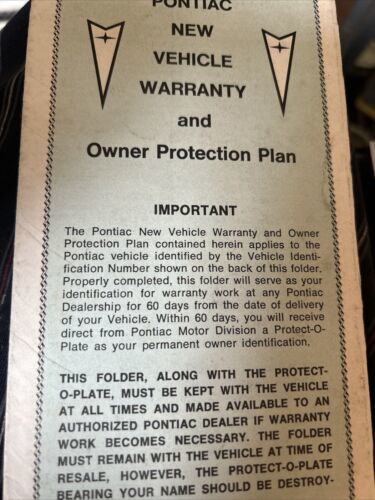 PONTIAC
NEW
VEHICLE
WARRANTY
and
Owner Protection Plan
IMPORTANT
The Pontiac New Vehicle Warranty and Owner
Protection Plan contained herein applies to the
Pontiac vehicle identified by the Vehicle Identi-
fication Number shown on the back of this folder.
Properly completed, this folder will serve as your
identification for warranty work at any Pontiac
Dealership for 60 days from the date of delivery
of your Vehicle. Within 60 days, you will receive
direct from Pontiac Motor Division a Protect-O-
Plate as your permanent owner identification.
THIS FOLDER, ALONG WITH THE PROTECT-
O-PLATE, MUST BE KEPT WITH THE VEHICLE
AT ALL TIMES AND MADE AVAILABLE TO AN
AUTHORIZED PONTIAC DEALER IF WARRANTY
WORK BECOMES NECESSARY. THE FOLDER
MUST REMAIN WITH THE VEHICLE AT TIME OF
RESALE, HOWEVER, THE PROTECT-O-PLATE
BEARING YOUR NAME SHOULD BE DESTROY-